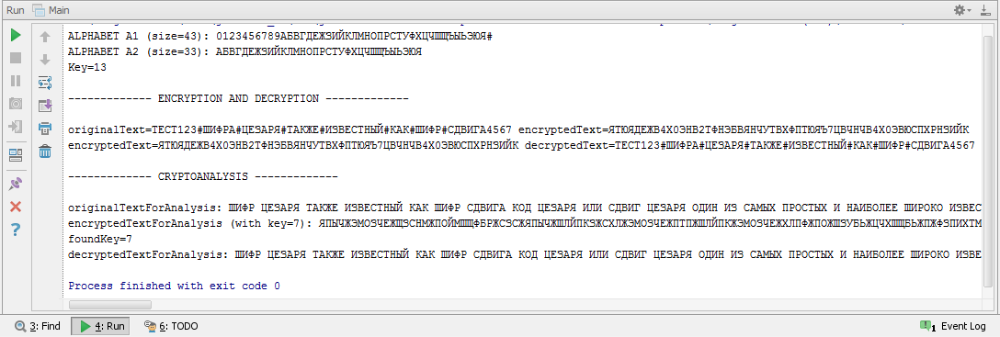 Run Main
ALPHABET A1 (size=43): 0123456789АБВГДЕЖЗИЙКЛМНОПРСТУФХЦЧШЩЪЫЬЭЮЯ#
ALPHABET A2 (size=33): АБВГДЕЖЗИЙКЛМНОПРСТУФХЦЧШЩЪЫЬЭЮЯ
Key=13
------------- ENCRYPTION AND DECRYPTION -------------
originalText=ТЕСТ123#ШИФРА#ЦЕЗАРЯ#ТАКЖЕ#ИЗВЕСТНЫЙ#КАК#ШИФР#СДВИГА4567 encryptedText=ЯТЮЯДЕЖВ4Х0ЭНВ2ТФНЭБВЯНЧУТВХФПТЮЯЪ7ЦВЧНЧВ4Х0ЭВЮСПХРНЗИЙК
encryptedText=ЯТЮЯДЕЖВ4Х0ЭНВ2ТФНЭБВЯНЧУТВХФПТЮЯЪ7ЦВЧНЧВ4Х0ЭВЮСПХРНЗИЙК decryptedText=ТЕСТ123#ШИФРА#ЦЕЗАРЯ#ТАКЖЕ#ИЗВЕСТНЫЙ#КАК#ШИФР#СДВИГА4567
------------- CRYPTOANALYSIS -------------
originalTextForAnalysis: ШИФР ЦЕЗАРЯ ТАКЖЕ ИЗВЕСТНЫЙ КАК ШИФР СДВИГА КОД ЦЕЗАРЯ ИЛИ СДВИГ ЦЕЗАРЯ ОДИН ИЗ САМЫХ ПРОСТЫХ И НАИБОЛЕЕ ШИРОКО ИЗВЕС
encryptedTextForAnalysis (with key=7): ЯПЫЧЖЭМОЗЧЕЖЩЗСНМЖПОЙМШЩФБРЖСЗСЖЯПЫЧЖШЛЙПКЗЖСХЛЖЭМОЗЧЕЖПТПЖШЛЙПКЖЭМОЗЧЕЖХЛПФЖПОЖШЗУБЬЖЦЧХШЩБЬЖПЖФЗПИХТМ
foundKey=7
decryptedTextForAnalysis: ШИФР ЦЕЗАРЯ ТАКЖЕ ИЗВЕСТНЫЙ КАК ШИФР СДВИГА КОД ЦЕЗАРЯ ИЛИ СДВИГ ЦЕЗАРЯ ОДИН ИЗ САМЫХ ПРОСТЫХ И НАИБОЛЕЕ ШИРОКО ИЗВЕ
Process finished with exit code 0
3: Find 4: Run 6: TODO 1 Event Log